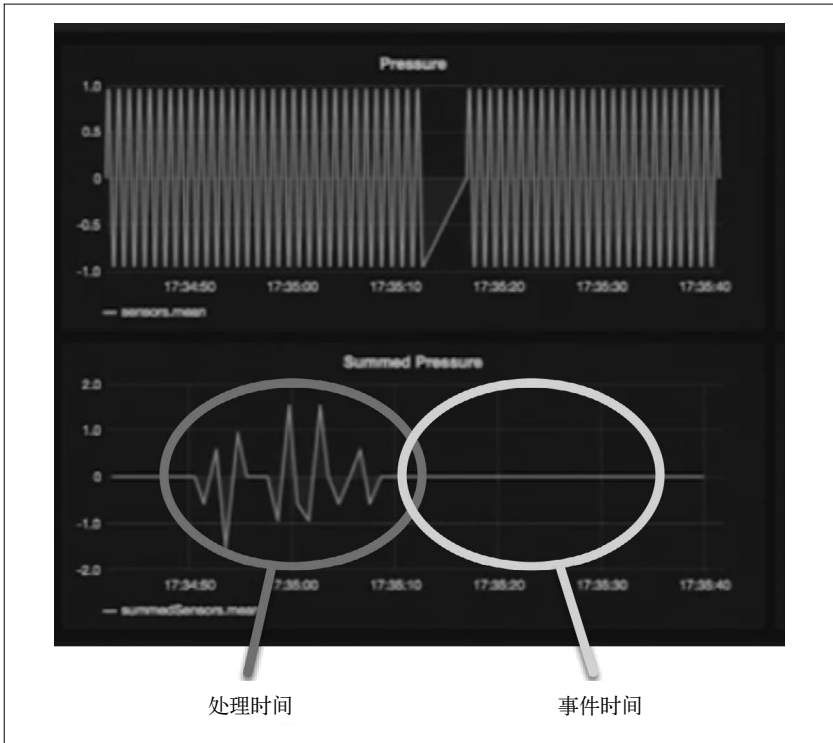 Pressure
1.0
0.5
0
-0.5
-1.0
17:34:50 17:35:00 17:35:10 17:35:20 17:35:30 17:35:40
— sensors.mean
Summed Pressure
2.0
1.0
0
-1.0
-2.0
17:34:50 17:35:00 17:35:10 17:35:20 17:35:30 17:35:40
— summedSensors.mean
处理时间 事件时间